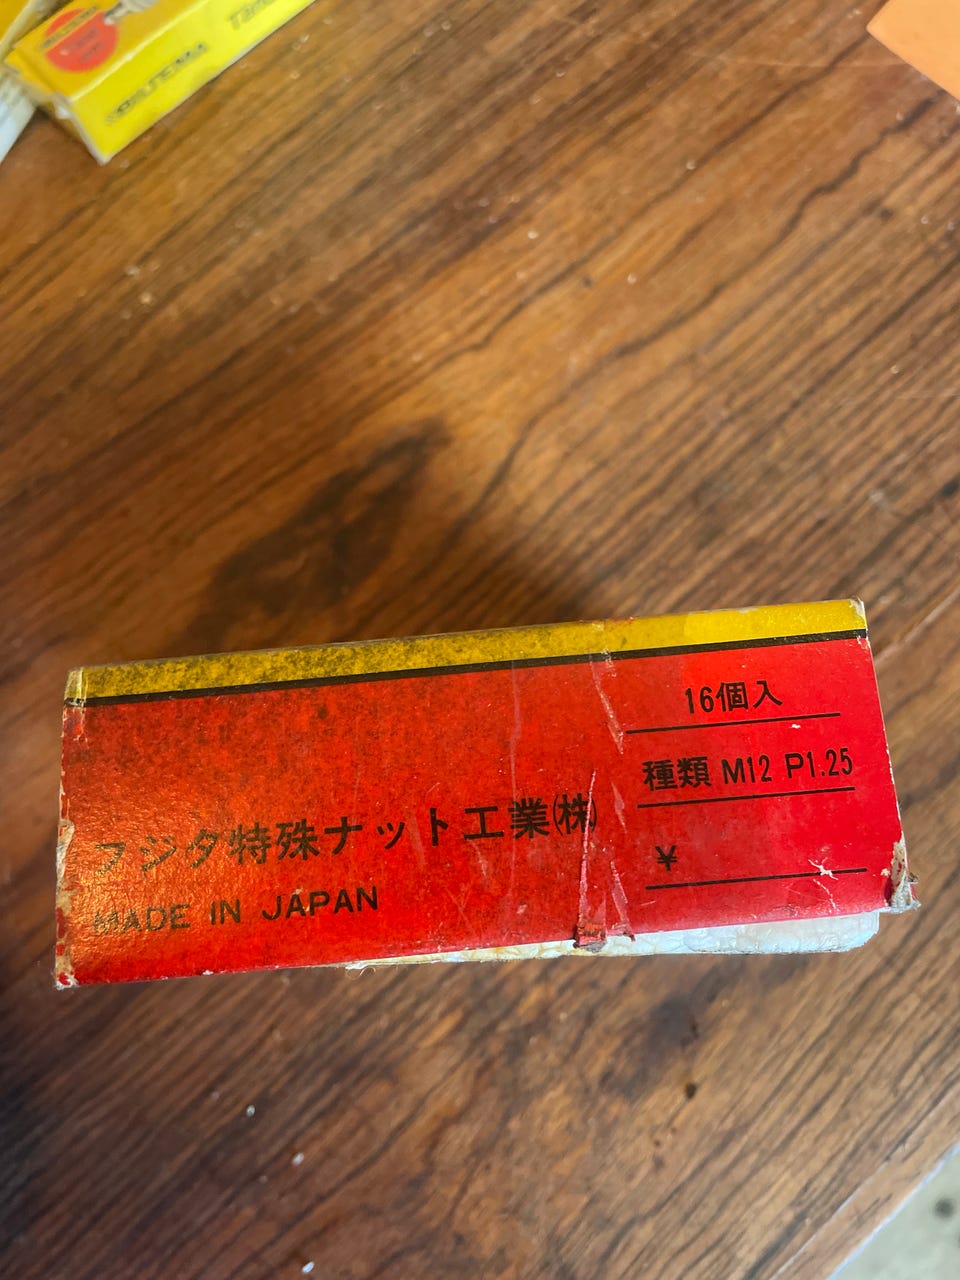 16個入
種類 M12 P1.25
¥
フジタ特殊ナット工業㈱
MADE IN JAPAN